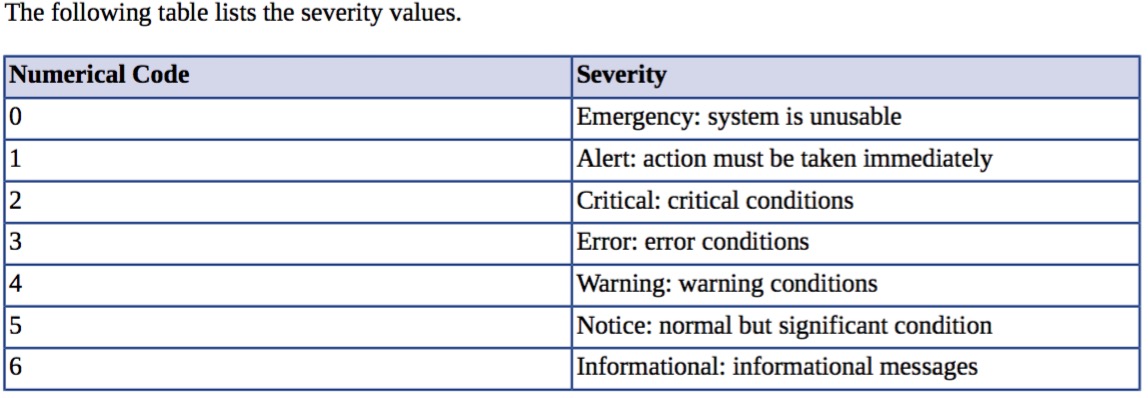 The following table lists the severity values.
Numerical Code Severity
0 Emergency: system is unusable
1 Alert: action must be taken immediately
2 Critical: critical conditions
3 Error: error conditions
4 Warning: warning conditions
5 Notice: normal but significant condition
6 Informational: informational messages